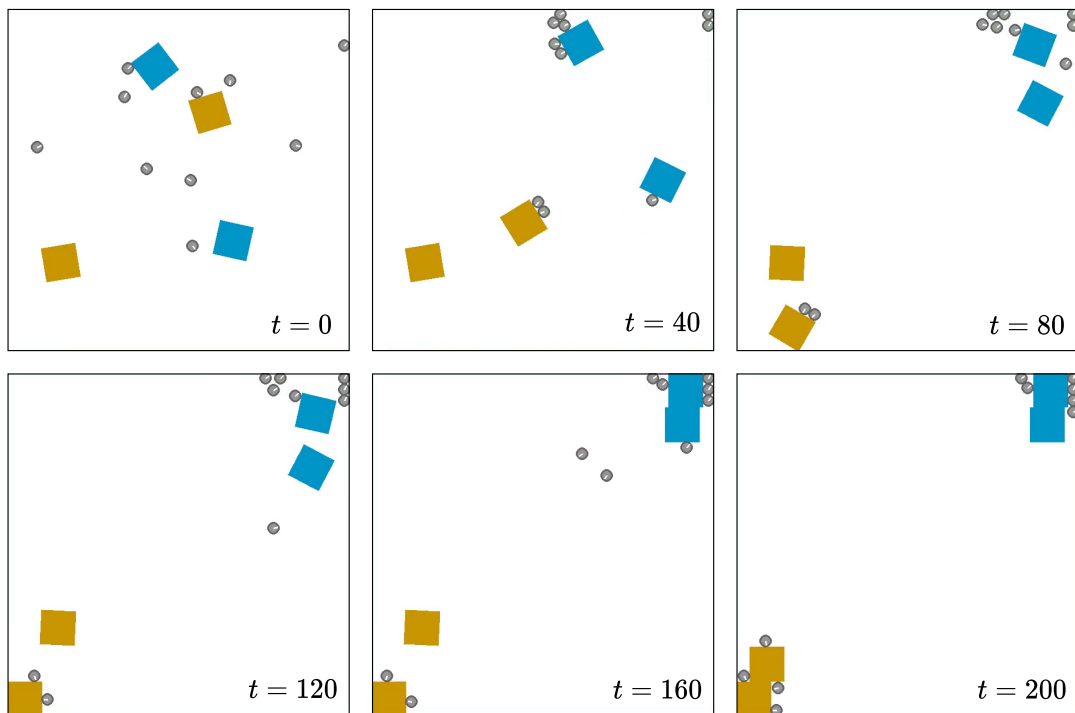 t = 0
t = 40
t = 80
t = 120
t = 160
t = 200